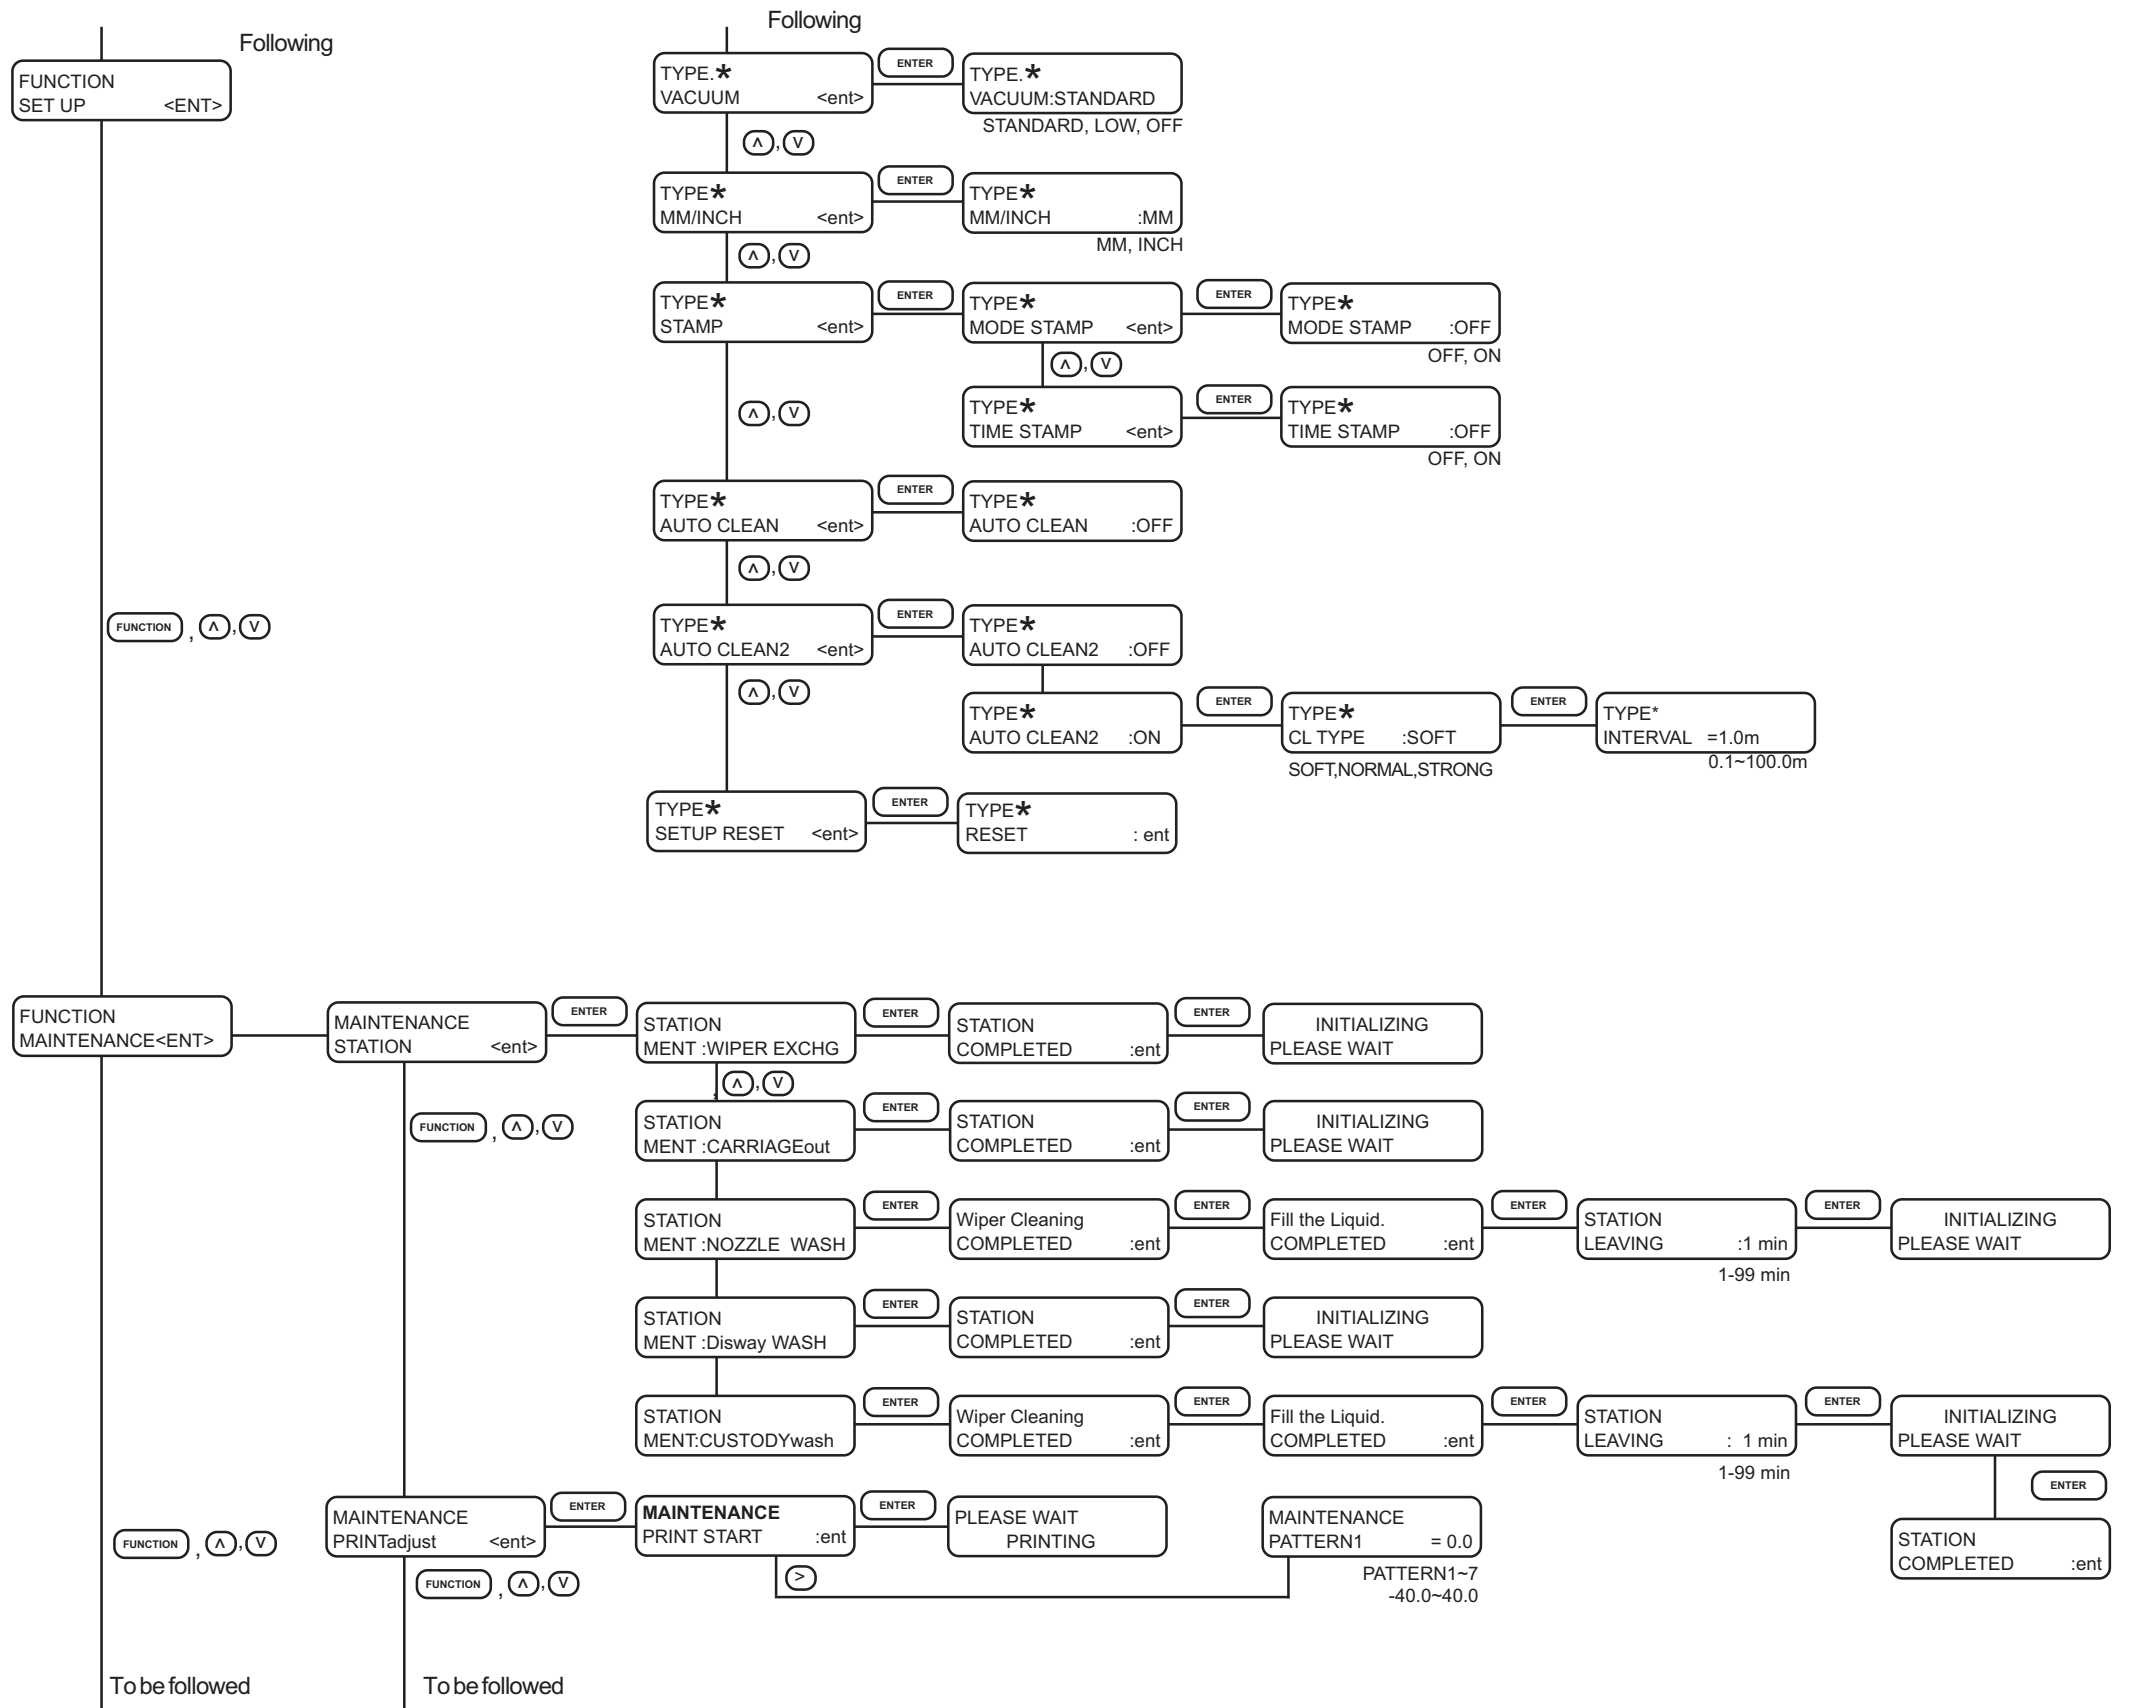 Following
Following
FUNCTION
SET UP <ENT>
TYPE.*
VACUUM <ent>
ENTER
TYPE.*
VACUUM:STANDARD
STANDARD, LOW, OFF
^ , V
TYPE*
MM/INCH <ent>
ENTER
TYPE*
MM/INCH :MM
MM, INCH
^ , V
TYPE*
STAMP <ent>
ENTER
TYPE*
MODE STAMP <ent>
ENTER
TYPE*
MODE STAMP :OFF
OFF, ON
^ , V
^ , V
TYPE*
TIME STAMP <ent>
ENTER
TYPE*
TIME STAMP :OFF
OFF, ON
TYPE*
AUTO CLEAN <ent>
ENTER
TYPE*
AUTO CLEAN :OFF
^ , V
FUNCTION , ^ , V
TYPE*
AUTO CLEAN2 <ent>
ENTER
TYPE*
AUTO CLEAN2 :OFF
^ , V
TYPE*
AUTO CLEAN2 :ON
ENTER
TYPE*
CL TYPE :SOFT
SOFT,NORMAL,STRONG
ENTER
TYPE*
INTERVAL =1.0m
0.1~100.0m
TYPE*
SETUP RESET <ent>
ENTER
TYPE*
RESET : ent
FUNCTION
MAINTENANCE<ENT>
MAINTENANCE
STATION <ent>
ENTER
STATION
MENT :WIPER EXCHG
ENTER
STATION
COMPLETED :ent
ENTER
INITIALIZING
PLEASE WAIT
^ , V
FUNCTION , ^ , V
STATION
MENT :CARRIAGEout
ENTER
STATION
COMPLETED :ent
ENTER
INITIALIZING
PLEASE WAIT
STATION
MENT :NOZZLE WASH
ENTER
Wiper Cleaning
COMPLETED :ent
ENTER
Fill the Liquid.
COMPLETED :ent
ENTER
STATION
LEAVING :1 min
1-99 min
ENTER
INITIALIZING
PLEASE WAIT
STATION
MENT :Disway WASH
ENTER
STATION
COMPLETED :ent
ENTER
INITIALIZING
PLEASE WAIT
STATION
MENT:CUSTODYwash
ENTER
Wiper Cleaning
COMPLETED :ent
ENTER
Fill the Liquid.
COMPLETED :ent
ENTER
STATION
LEAVING : 1 min
1-99 min
ENTER
INITIALIZING
PLEASE WAIT
ENTER
STATION
COMPLETED :ent
FUNCTION , ^ , V
MAINTENANCE
PRINTadjust <ent>
ENTER
MAINTENANCE
PRINT START :ent
ENTER
PLEASE WAIT
PRINTING
MAINTENANCE
PATTERN1 = 0.0
PATTERN1~7
-40.0~40.0
FUNCTION , ^ , V
>
To be followed
To be followed